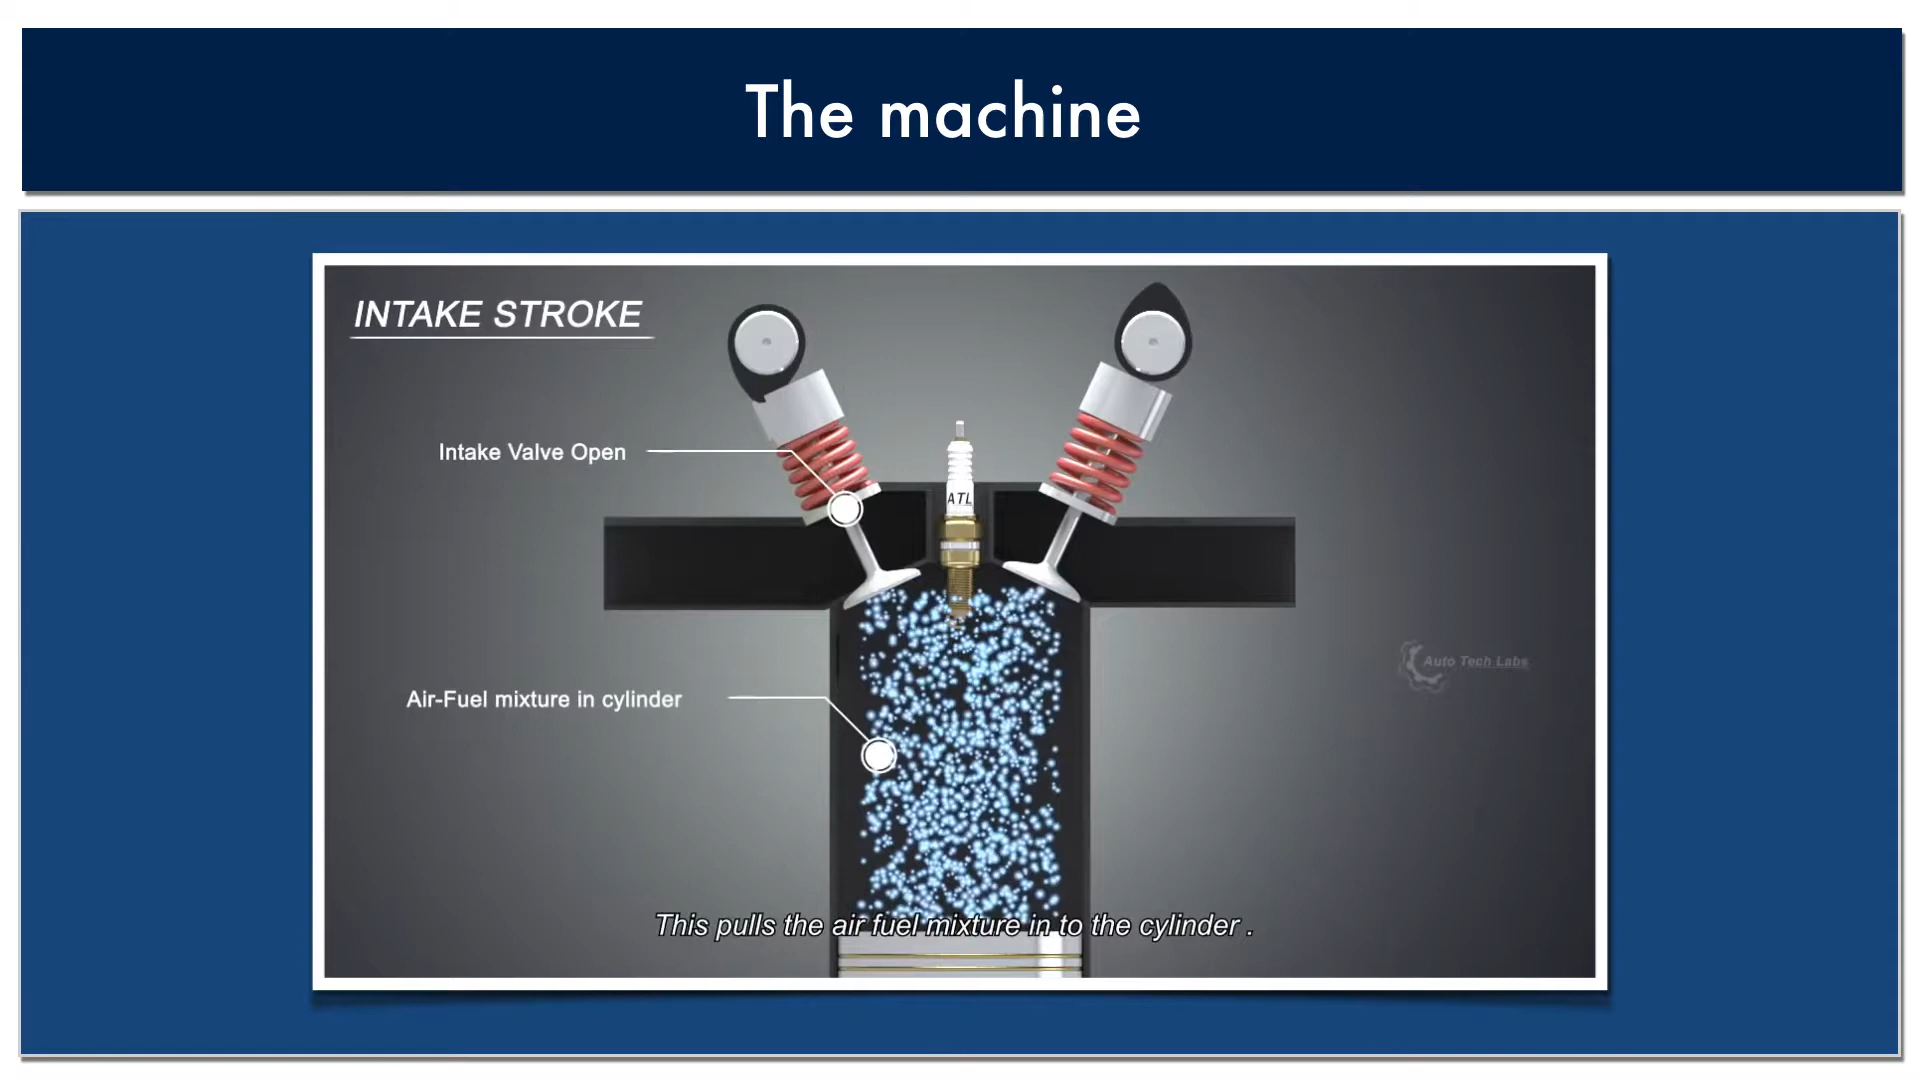 The machine
INTAKE STROKE
Intake Valve Open
ATL
Auto Tech Labs
Air-Fuel mixture in cylinder
This pulls the air fuel mixture in to the cylinder .